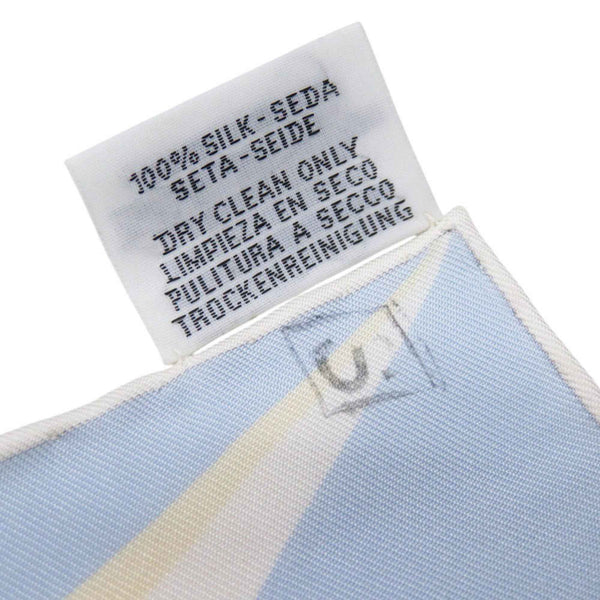 100% SILK-SEDA
SETA-SEIDE
DRY CLEAN ONLY
LIMPIEZA EN SECO
PULITURA A SECCO
TROCKENREINIGUNG